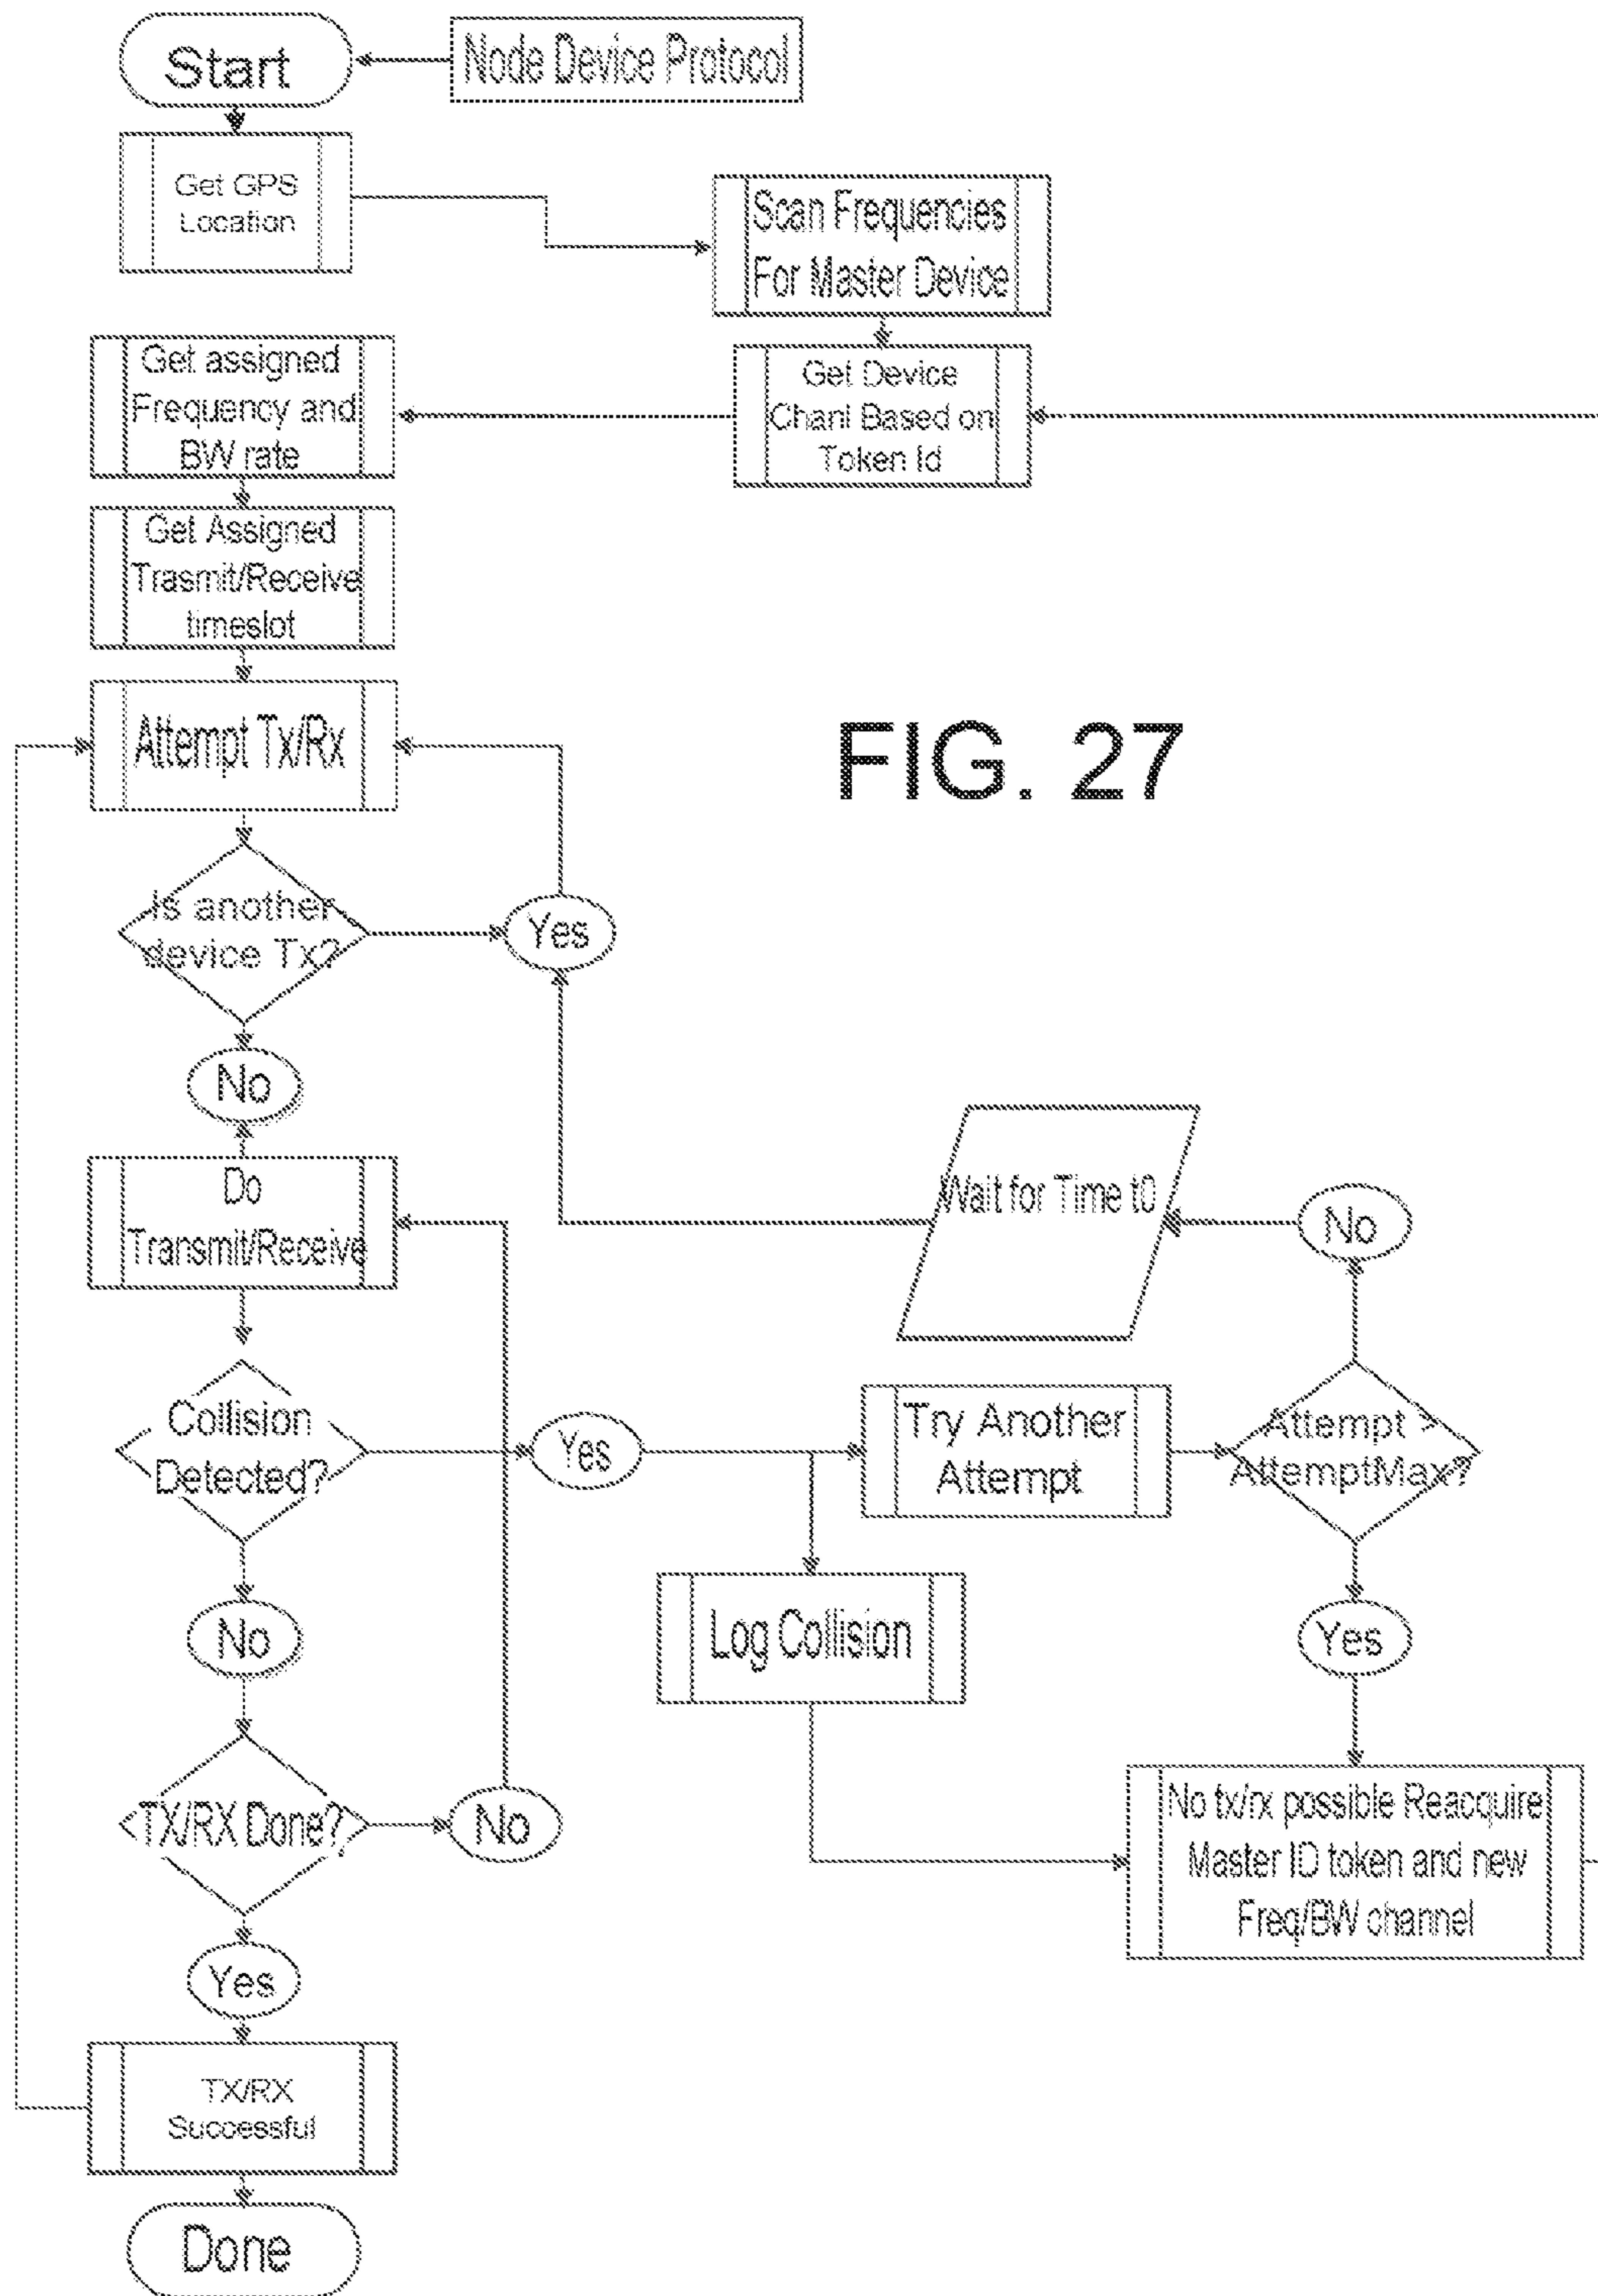 Start
Node Device Protocol
Get GPS
Location
Scan Frequencies
For Master Device
Get assigned
Frequency and
BW rate
Get Device
Chanl Based on
Token Id
Get Assigned
Trasmit/Receive
timeslot
Attempt Tx/Rx
FIG. 27
Is another
device Tx?
Yes
No
Do
Transmit/Receive
Wait for Time t0
No
Collision
Detected?
Yes
Try Another
Attempt
Attempt >
AttemptMax?
No
Log Collision
Yes
TX/RX Done?
No
No tx/rx possible Reacquire
Master ID token and new
Freq/BW channel
Yes
TX/RX
Successful
Done